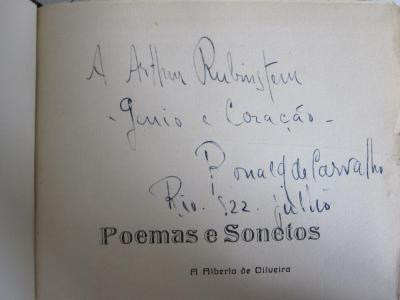 A Arthur Rubinstein
- Genio e Coração -
Ronald de Carvalho
Rio. 922. julho
Poemas e Sonetos
A Alberto de Oliveira